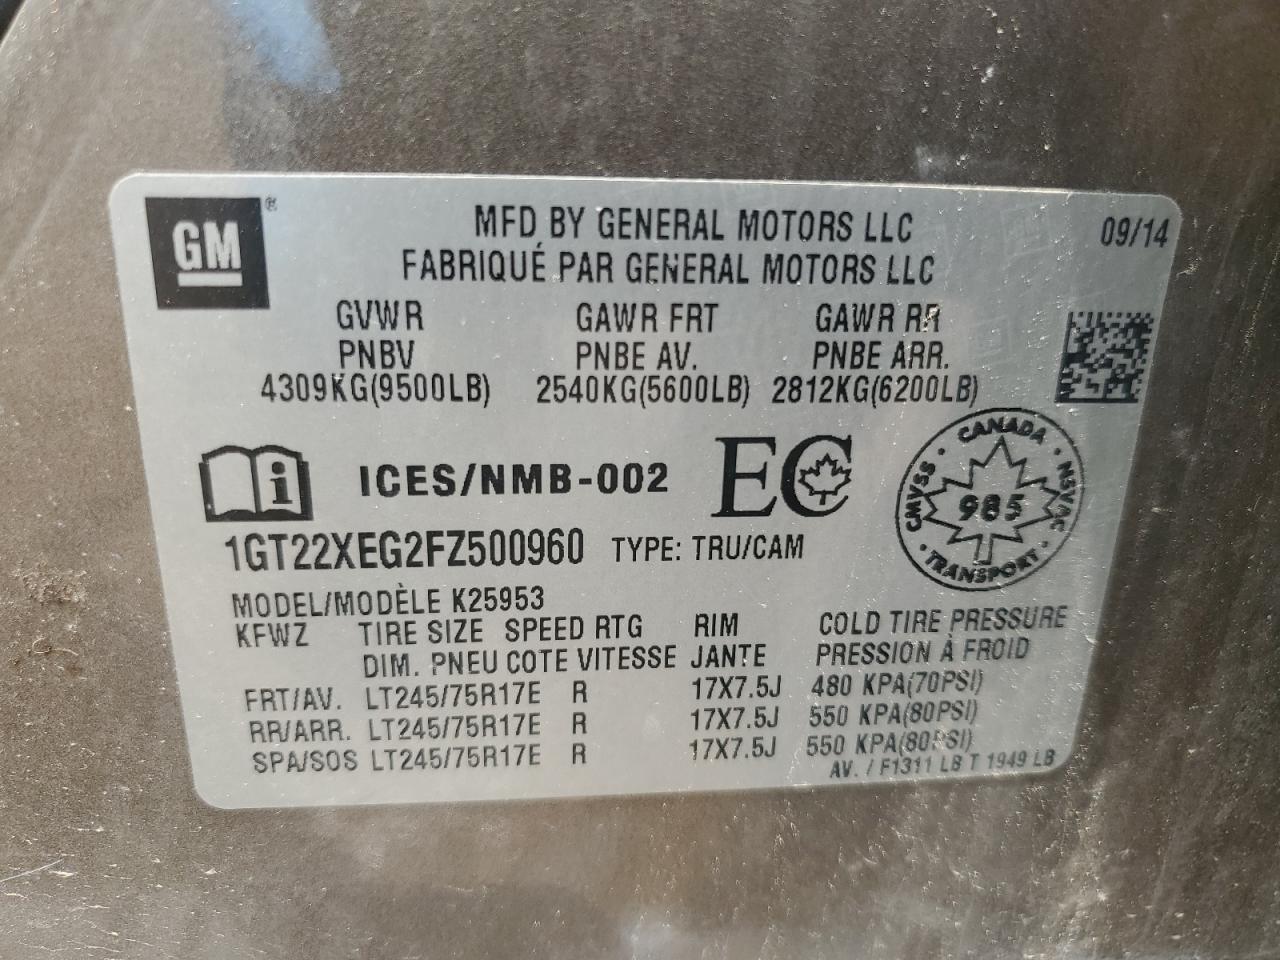 GM ®
MFD BY GENERAL MOTORS LLC 09/14
FABRIQUÉ PAR GENERAL MOTORS LLC
GVWR GAWR FRT GAWR RR
PNBV PNBE AV. PNBE ARR.
4309KG(9500LB) 2540KG(5600LB) 2812KG(6200LB)
i ICES/NMB-002 EC
CANADA
CMVSS 985 NSVAC
TRANSPORT
1GT22XEG2FZ500960 TYPE: TRU/CAM
MODEL/MODÈLE K25953
KFWZ TIRE SIZE SPEED RTG RIM COLD TIRE PRESSURE
DIM. PNEU COTE VITESSE JANTE PRESSION À FROID
FRT/AV. LT245/75R17E R 17X7.5J 480 KPA(70PSI)
RR/ARR. LT245/75R17E R 17X7.5J 550 KPA(80PSI)
SPA/SOS LT245/75R17E R 17X7.5J 550 KPA(80PSI)
AV. / F1311 LB T 1949 LB